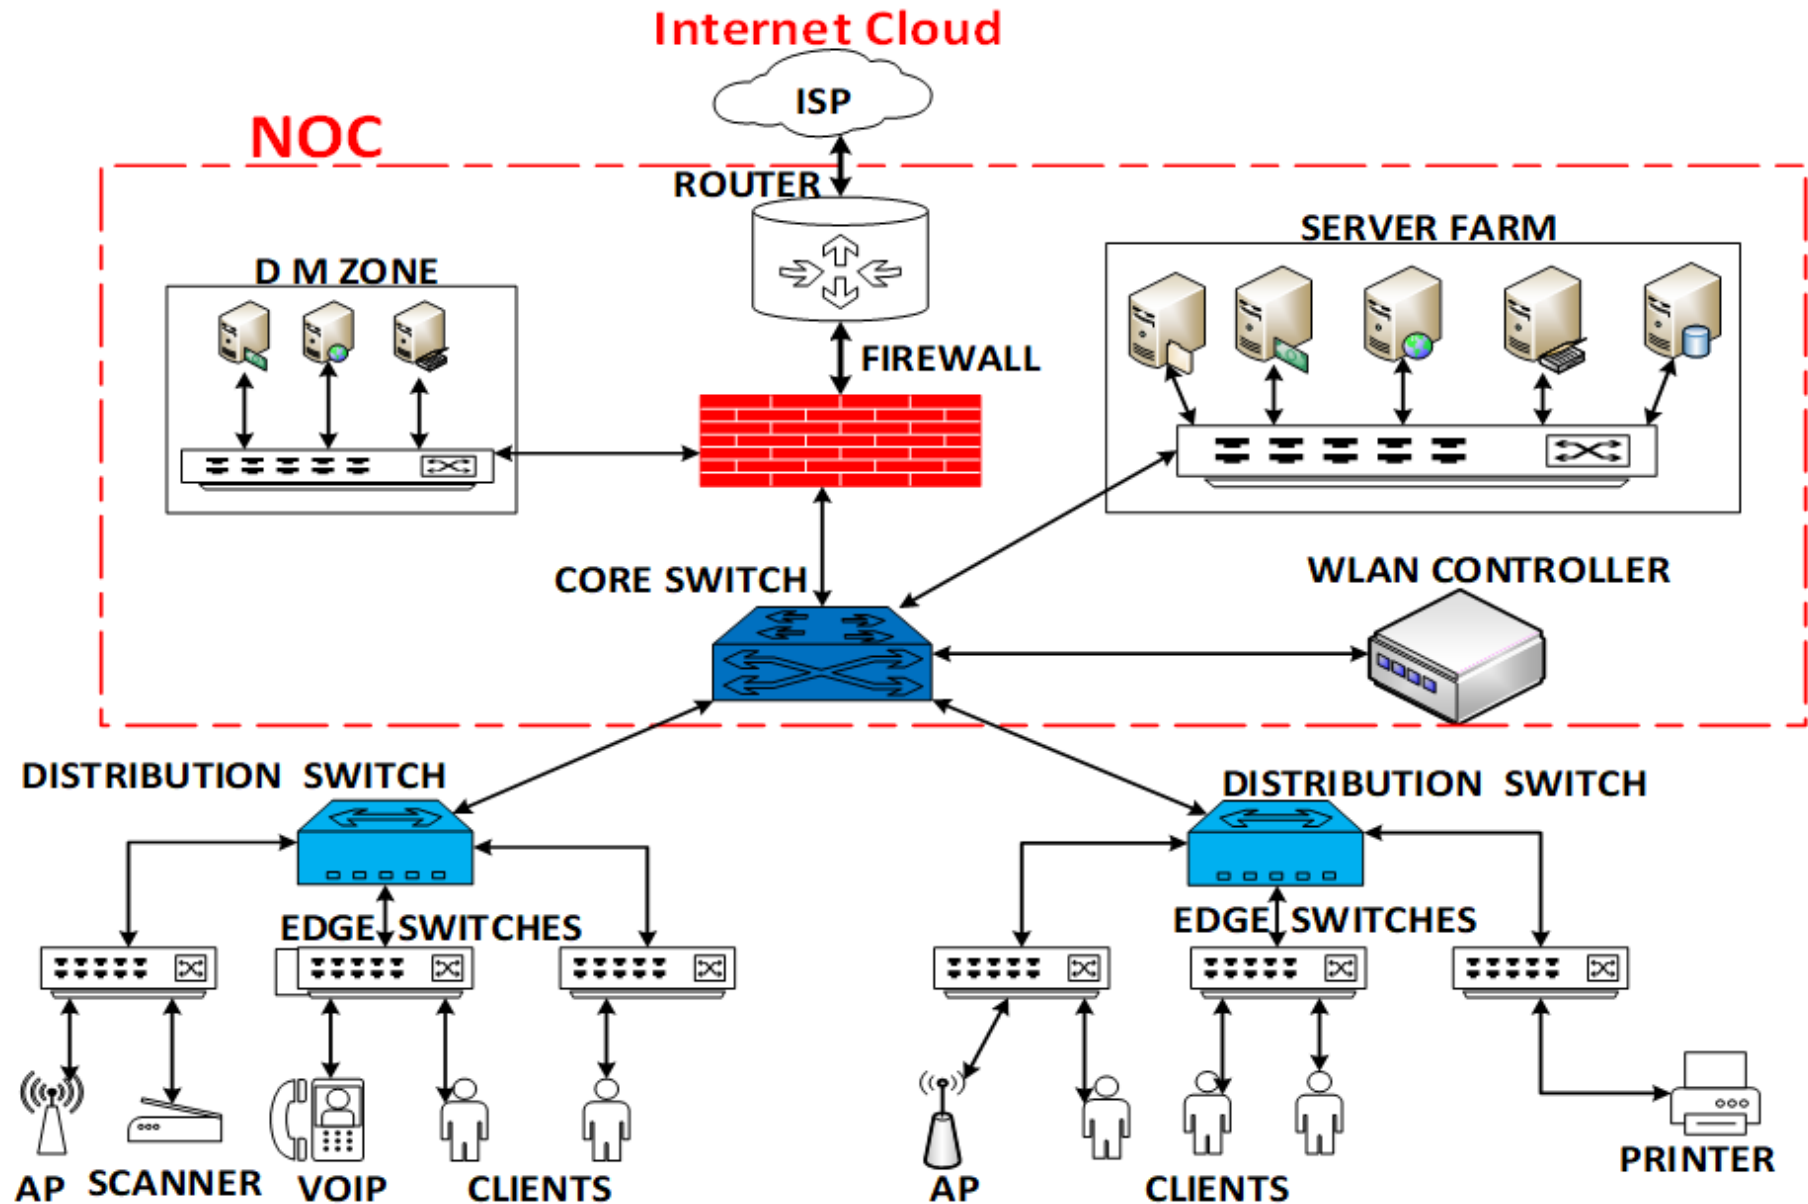 Internet Cloud
ISP
NOC
ROUTER
SERVER FARM
D M ZONE
FIREWALL
CORE SWITCH
WLAN CONTROLLER
DISTRIBUTION SWITCH
DISTRIBUTION SWITCH
EDGE SWITCHES
EDGE SWITCHES
AP
SCANNER
VOIP
CLIENTS
AP
CLIENTS
PRINTER